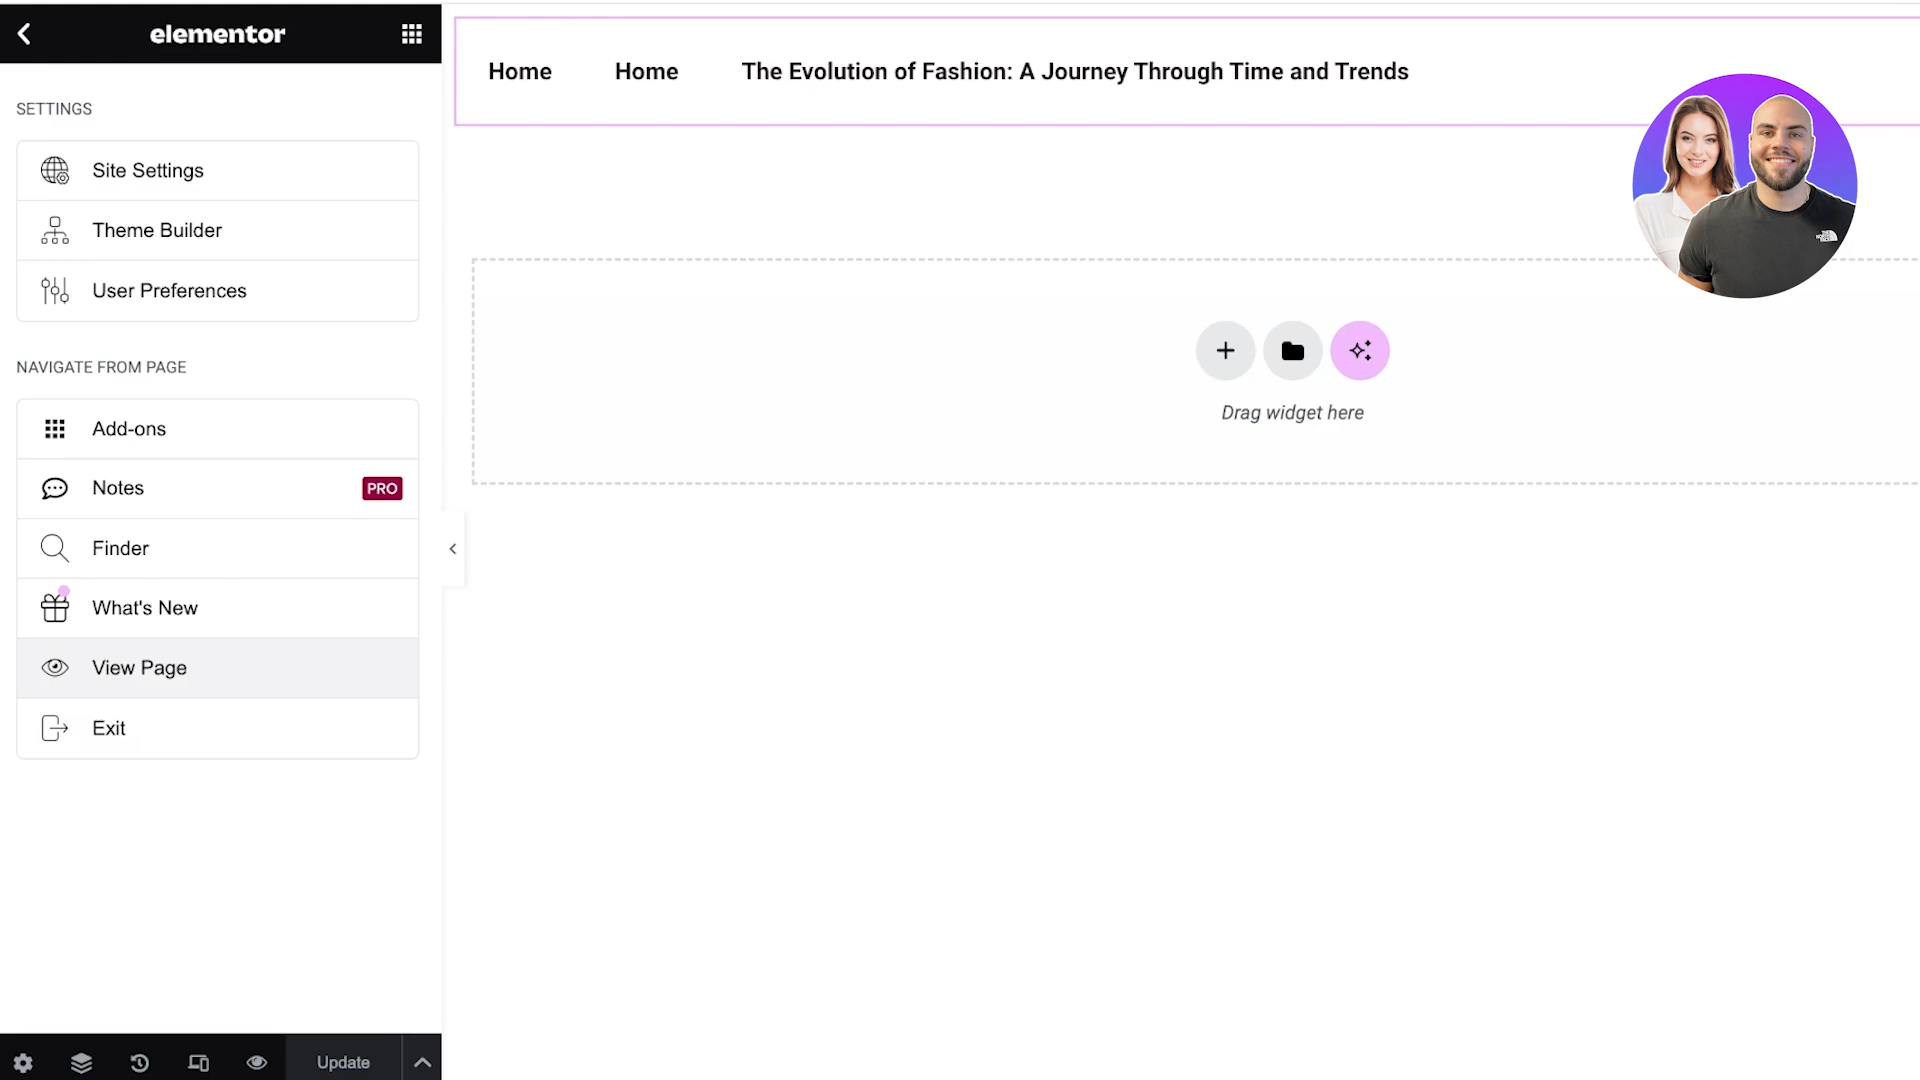 elementor
SETTINGS
Site Settings
Theme Builder
User Preferences
NAVIGATE FROM PAGE
Add-ons
Notes PRO
Finder
What's New
View Page
Exit
Update
Home Home The Evolution of Fashion: A Journey Through Time and Trends
Drag widget here